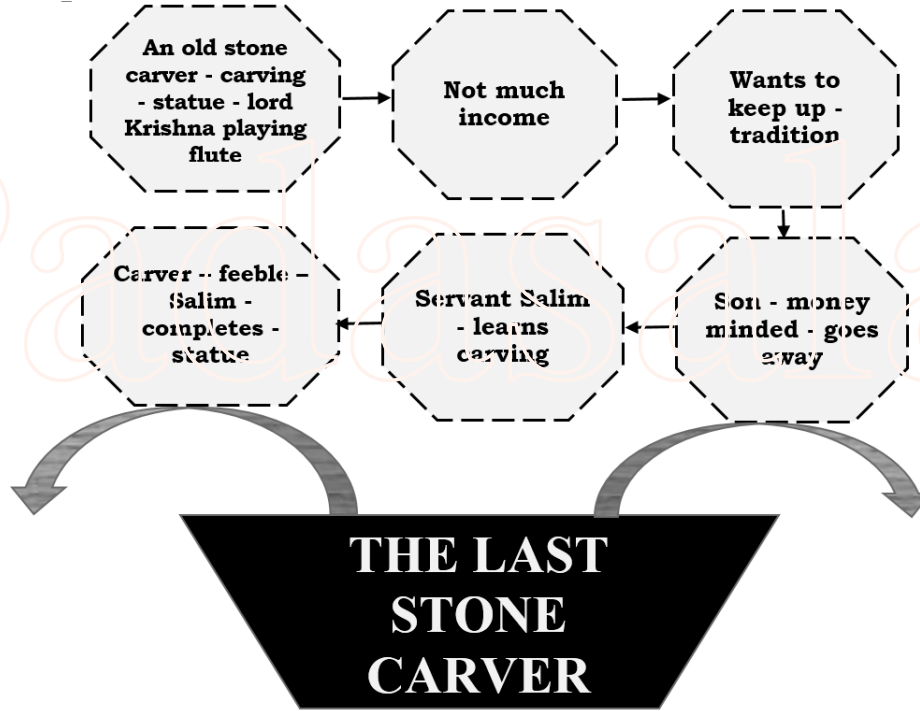 An old stone
carver - carving
- statue - lord
Krishna playing
flute
Not much
income
Wants to
keep up -
tradition
Son - money
minded - goes
away
Servant Salim
- learns
carving
Carver - feeble –
Salim -
completes -
statue
THE LAST
STONE
CARVER